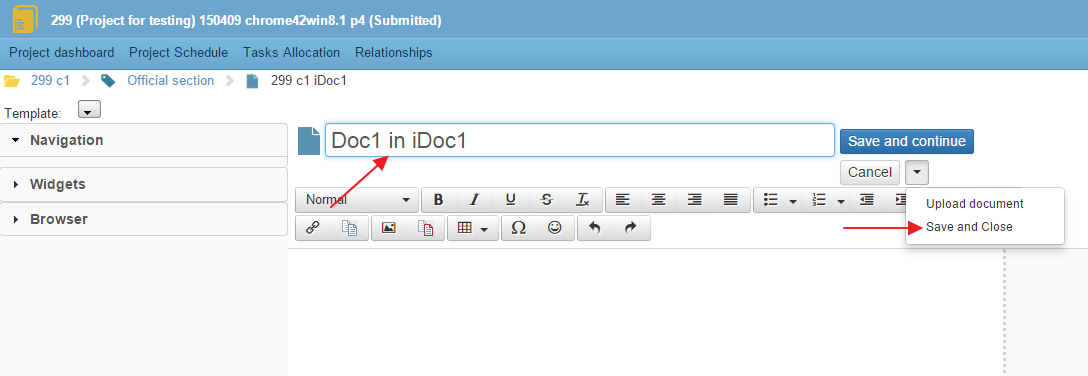 299 (Project for testing) 150409 chrome42win8.1 p4 (Submitted)
Project dashboard Project Schedule Tasks Allocation Relationships
299 c1 Official section 299 c1 iDoc1
Template:
Navigation
Widgets
Browser
Doc1 in iDoc1
Save and continue
Cancel
Upload document
Save and Close
Normal B I U S Ix
Ω